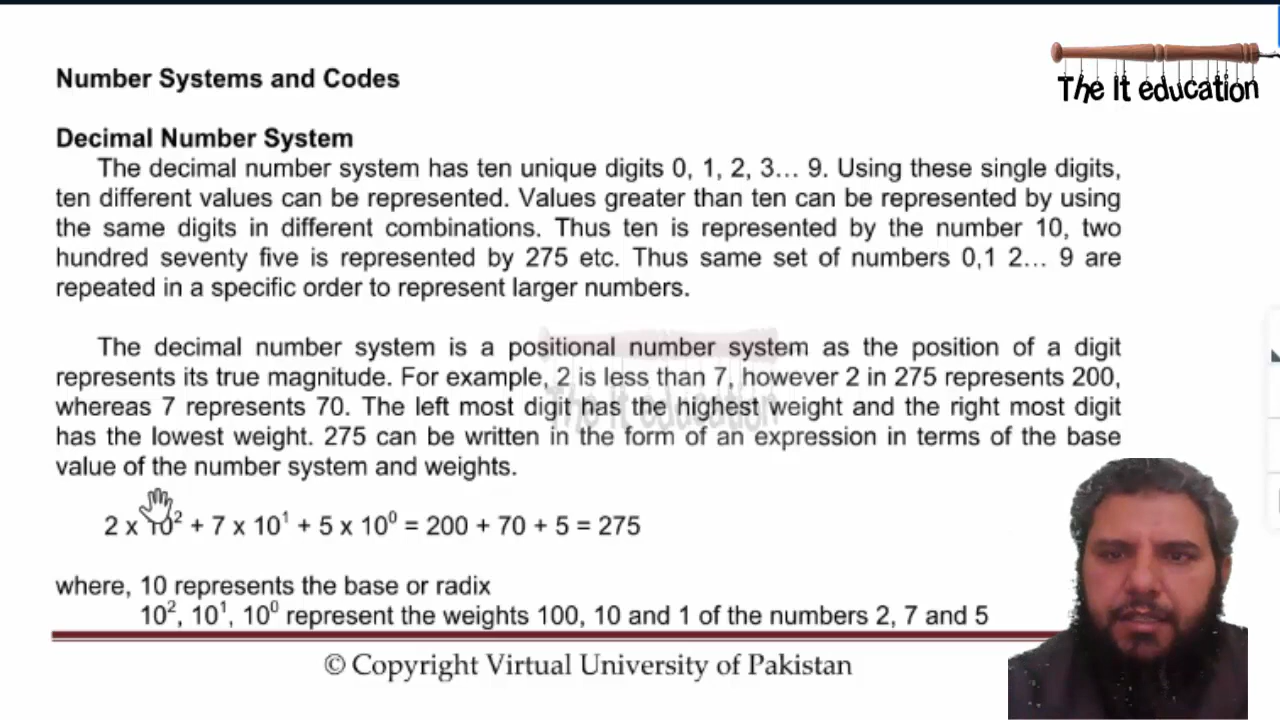 The It education
Number Systems and Codes
Decimal Number System
The decimal number system has ten unique digits 0, 1, 2, 3… 9. Using these single digits,
ten different values can be represented. Values greater than ten can be represented by using
the same digits in different combinations. Thus ten is represented by the number 10, two
hundred seventy five is represented by 275 etc. Thus same set of numbers 0,1 2… 9 are
repeated in a specific order to represent larger numbers.
The decimal number system is a positional number system as the position of a digit
represents its true magnitude. For example, 2 is less than 7, however 2 in 275 represents 200,
whereas 7 represents 70. The left most digit has the highest weight and the right most digit
has the lowest weight. 275 can be written in the form of an expression in terms of the base
value of the number system and weights.
The It education
2 x 10² + 7 x 10¹ + 5 x 10⁰ = 200 + 70 + 5 = 275
where, 10 represents the base or radix
10², 10¹, 10⁰ represent the weights 100, 10 and 1 of the numbers 2, 7 and 5
© Copyright Virtual University of Pakistan